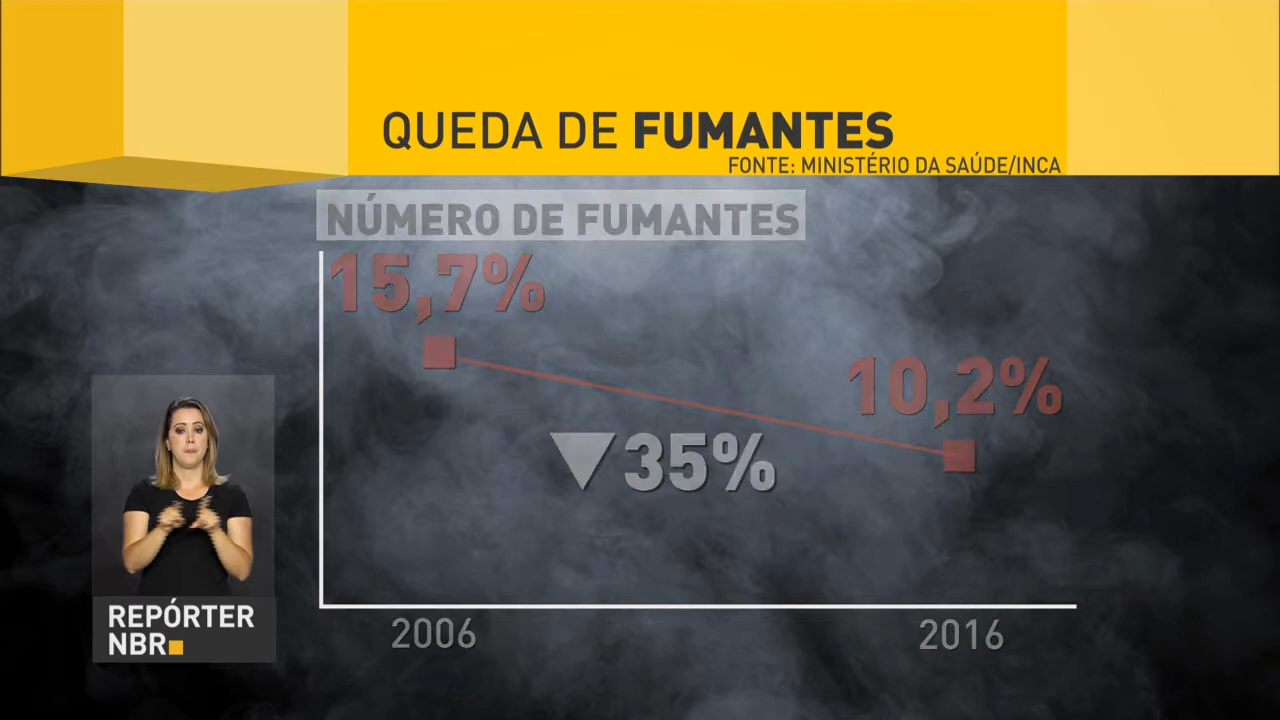 QUEDA DE FUMANTES
FONTE: MINISTÉRIO DA SAÚDE/INCA
NÚMERO DE FUMANTES
15,7%
10,2%
▼35%
2006
2016
REPÓRTER
NBR